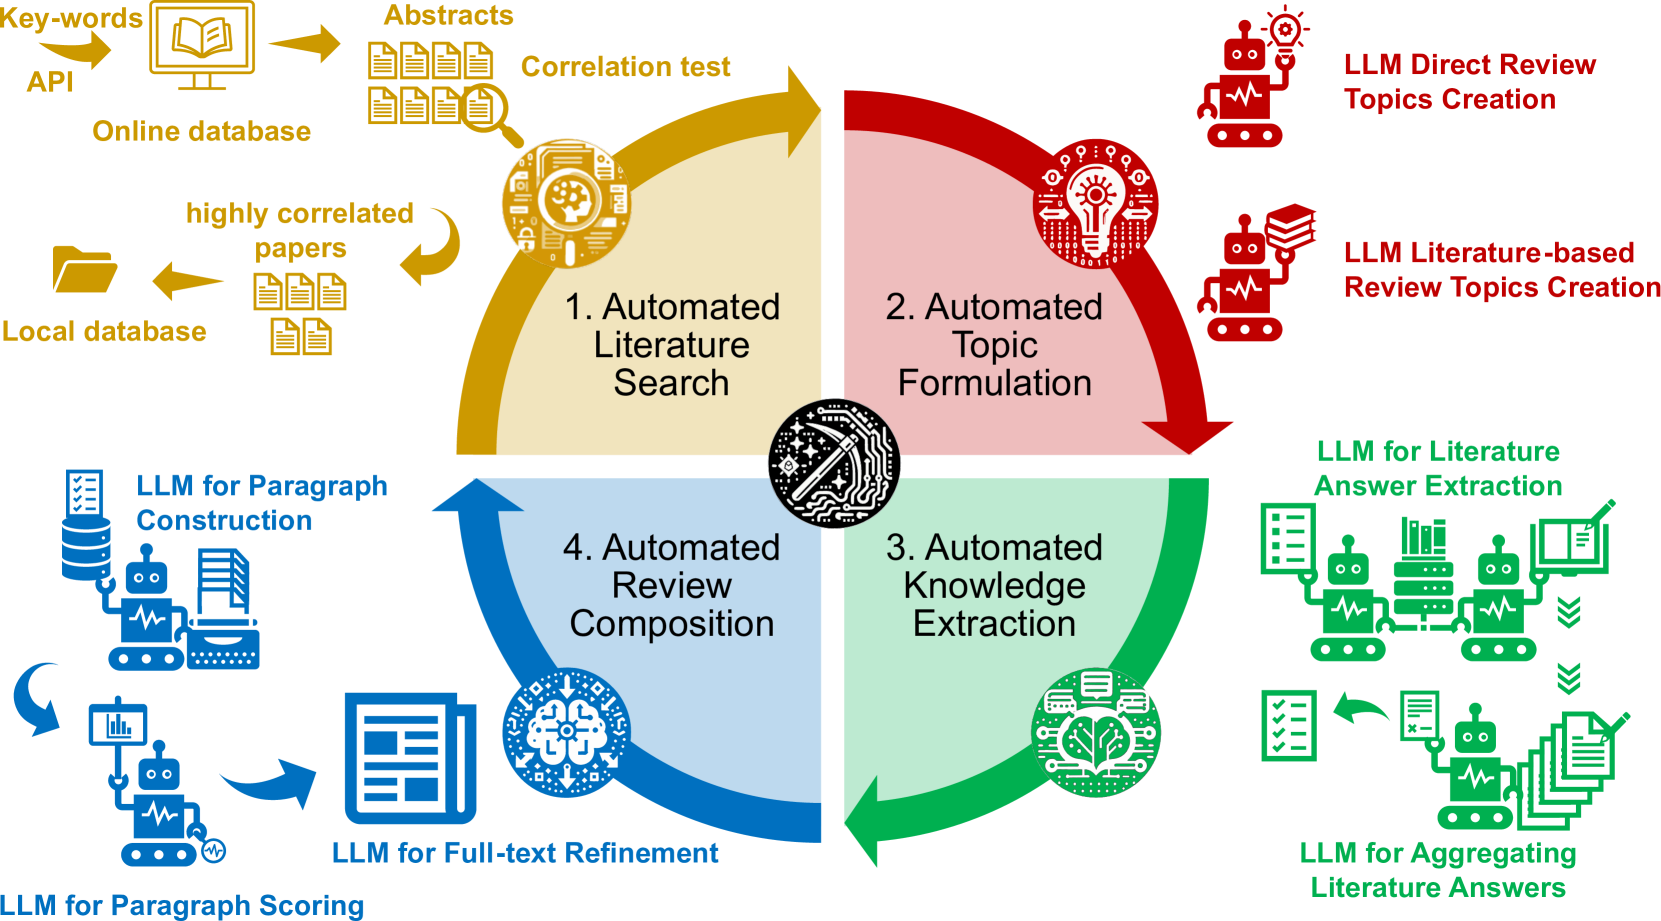 Key-words
API
Online database
Abstracts
Correlation test
highly correlated
papers
Local database
1. Automated
Literature
Search
2. Automated
Topic
Formulation
LLM Direct Review
Topics Creation
LLM Literature-based
Review Topics Creation
3. Automated
Knowledge
Extraction
LLM for Literature
Answer Extraction
LLM for Aggregating
Literature Answers
4. Automated
Review
Composition
LLM for Paragraph
Construction
LLM for Paragraph Scoring
LLM for Full-text Refinement